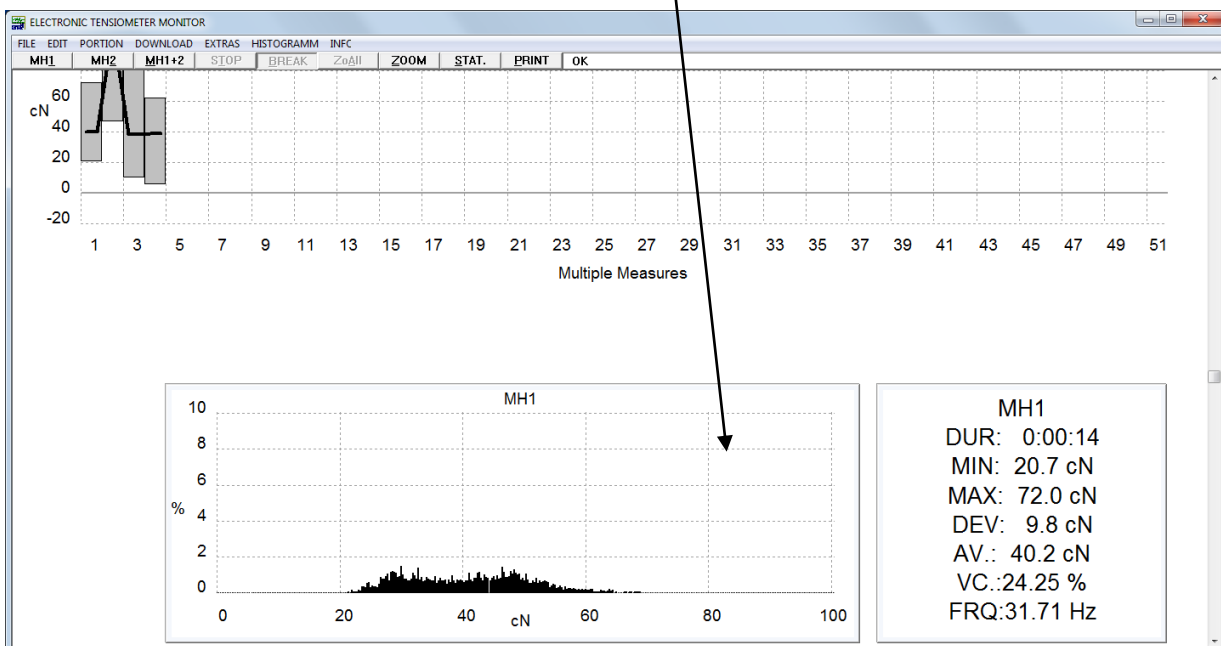 ELECTRONIC TENSIOMETER MONITOR
FILE EDIT PORTION DOWNLOAD EXTRAS HISTOGRAMM INFC
MH1 MH2 MH1+2 STOP BREAK ZoAll ZOOM STAT. PRINT OK
60
cN
40
20
0
-20
1 3 5 7 9 11 13 15 17 19 21 23 25 27 29 31 33 35 37 39 41 43 45 47 49 51
Multiple Measures
MH1
10
8
6
%
4
2
0
0 20 40 60 80 100
cN
MH1
DUR: 0:00:14
MIN: 20.7 cN
MAX: 72.0 cN
DEV: 9.8 cN
AV.: 40.2 cN
VC.:24.25 %
FRQ:31.71 Hz